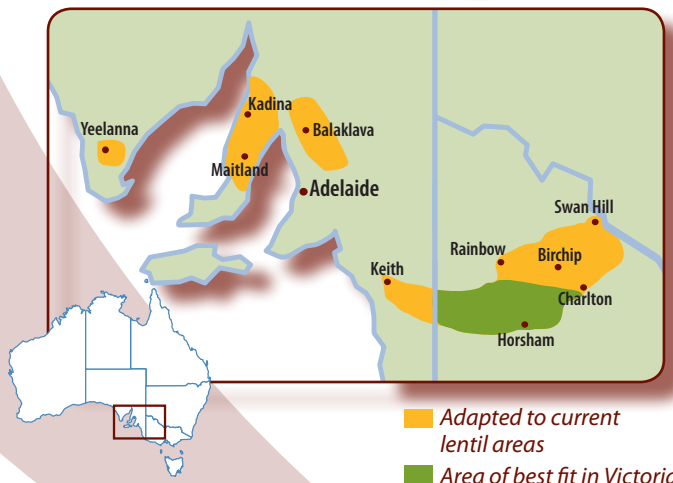 Kadina
Yeelanna
Balaklava
Maitland
Adelaide
Swan Hill
Rainbow
Birchip
Keith
Charlton
Horsham
Adapted to current
lentil areas
Area of best fit in Victoria